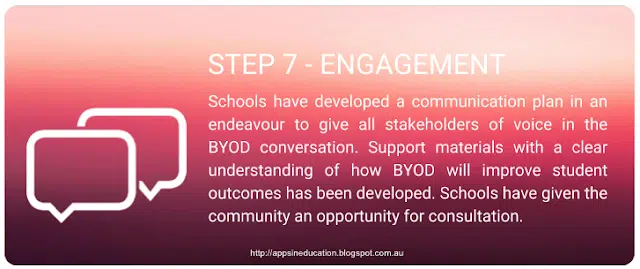 STEP 7 - ENGAGEMENT
Schools have developed a communication plan in an
endeavour to give all stakeholders of voice in the
BYOD conversation. Support materials with a clear
understanding of how BYOD will improve student
outcomes has been developed. Schools have given the
community an opportunity for consultation.
http://appsineducation.blogspot.com.au